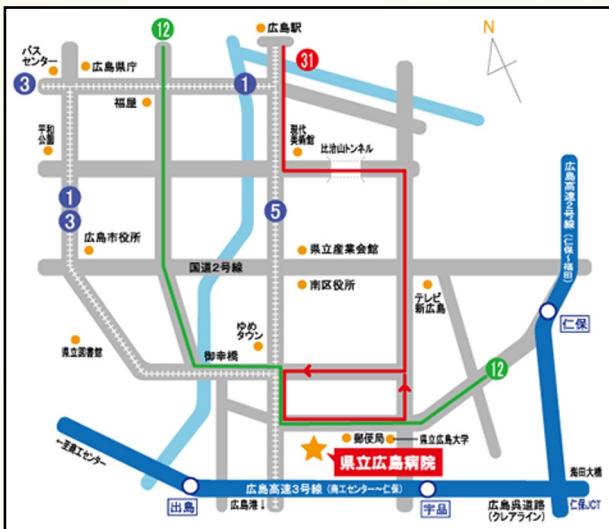 広島駅
N
12
31
バス
センター
広島県庁
3
1
福屋
現代
美術館
比治山トンネル
平和
公園
1
3
5
広島高速2号線(仁保~福田)
広島市役所
県立産業会館
国道2号線
南区役所
テレビ
新広島
仁保
ゆめ
タウン
県立図書館
御幸橋
12
郵便局
県立広島大学
県立広島病院
←至商工センター
出島
広島港↓
広島高速3号線(商工センター~仁保)
宇品
海田大橋
仁保JCT
広島呉道路
(クレアライン)